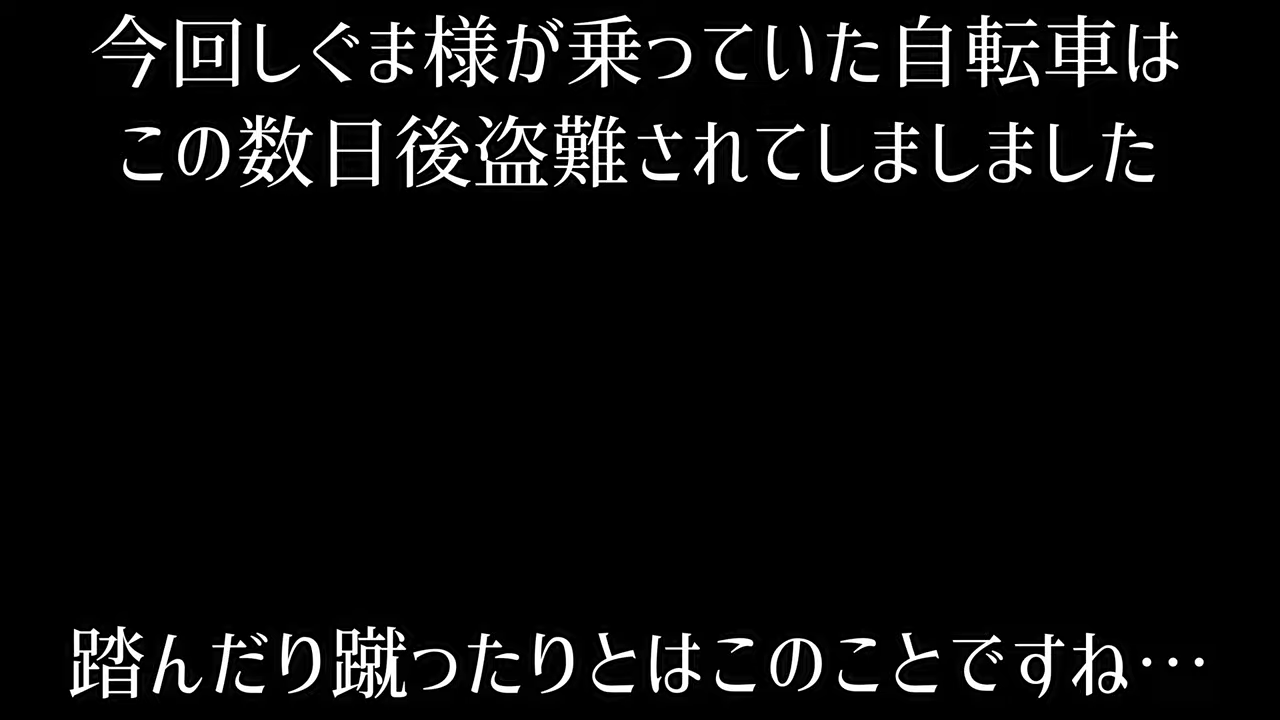 今回しぐま様が乗っていた自転車は
この数日後盗難されてしましました
踏んだり蹴ったりとはこのことですね…